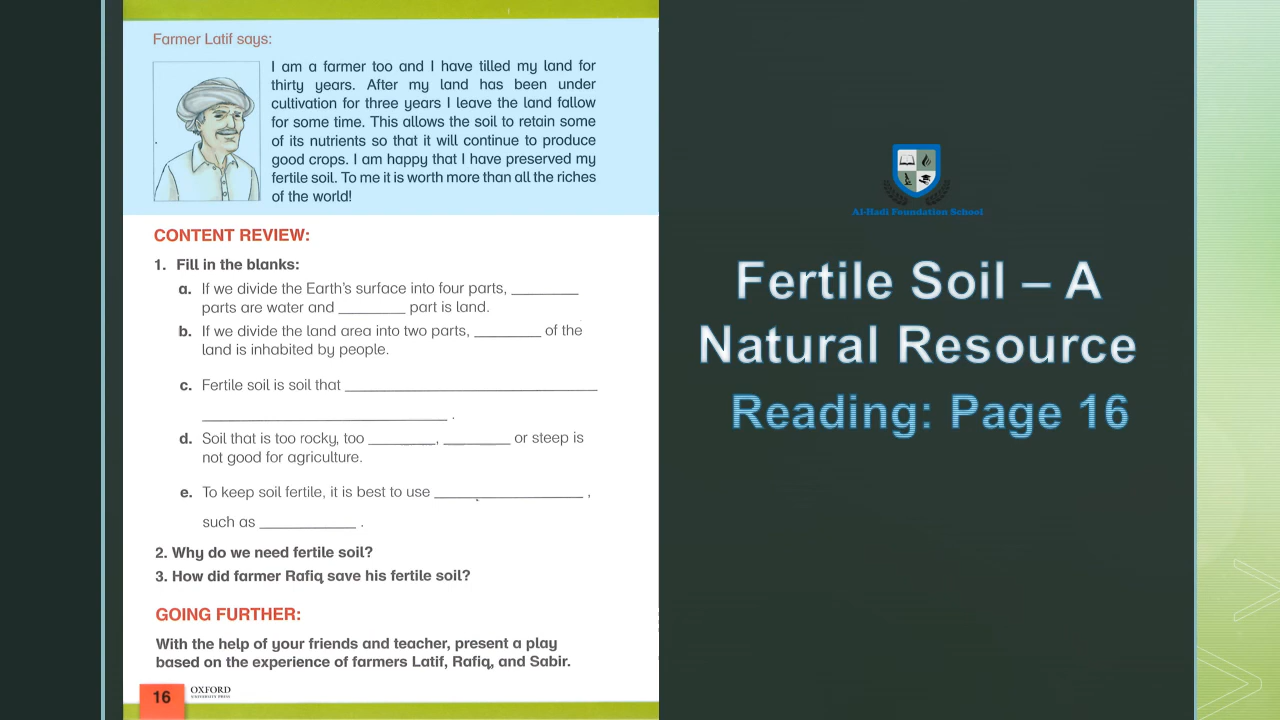 Farmer Latif says:
I am a farmer too and I have tilled my land for
thirty years. After my land has been under
cultivation for three years I leave the land fallow
for some time. This allows the soil to retain some
of its nutrients so that it will continue to produce
good crops. I am happy that I have preserved my
fertile soil. To me it is worth more than all the riches
of the world!
CONTENT REVIEW:
1. Fill in the blanks:
a. If we divide the Earth's surface into four parts, ________
parts are water and ________ part is land.
b. If we divide the land area into two parts, ________ of the
land is inhabited by people.
c. Fertile soil is soil that ______________________________
______________________________ .
d. Soil that is too rocky, too ________, ________ or steep is
not good for agriculture.
e. To keep soil fertile, it is best to use __________________ ,
such as ____________ .
2. Why do we need fertile soil?
3. How did farmer Rafiq save his fertile soil?
GOING FURTHER:
With the help of your friends and teacher, present a play
based on the experience of farmers Latif, Rafiq, and Sabir.
16
OXFORD
UNIVERSITY PRESS
Al-Hadi Foundation School
Fertile Soil – A
Natural Resource
Reading: Page 16